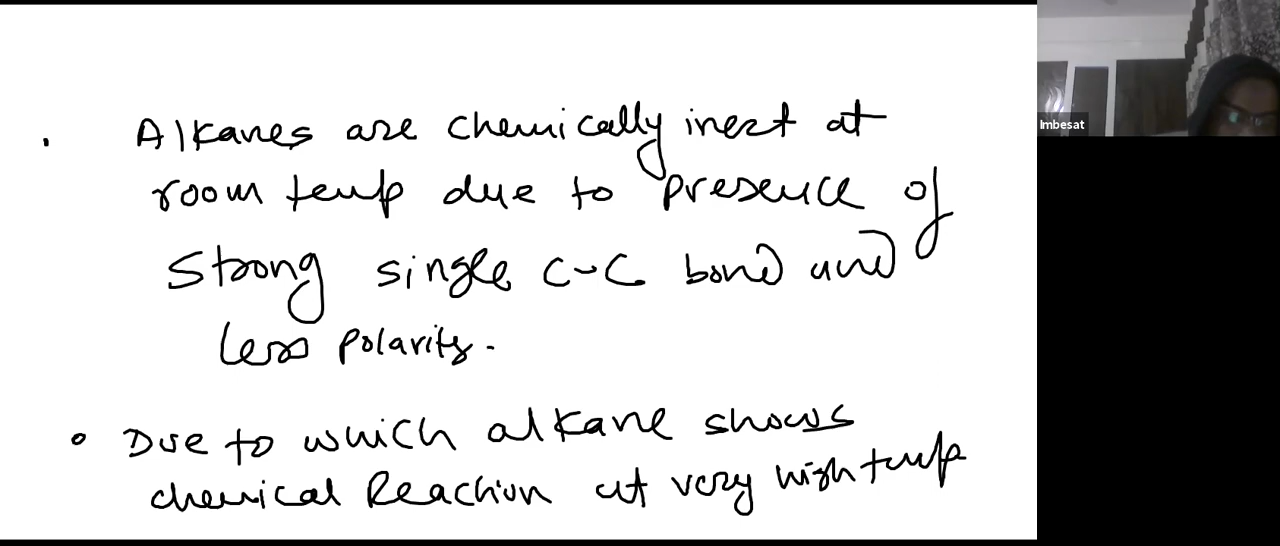 . Alkanes are chemically inert at
room temp due to presence of
Strong single C-C bond and
less polarity.
Imbesat
• Due to which alkane shows
chemical Reaction at very high temp